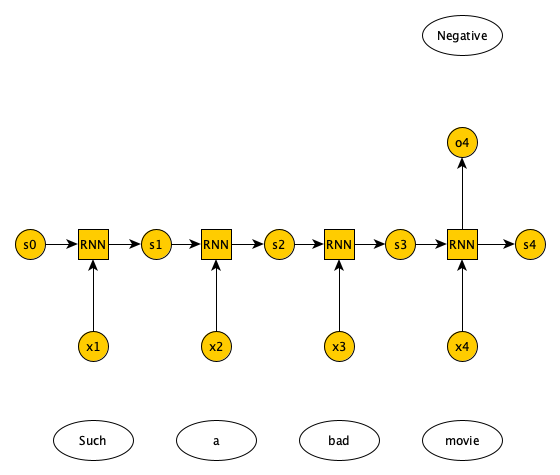 Negative
o4
s0 RNN s1 RNN s2 RNN s3 RNN s4
x1 x2 x3 x4
Such a bad movie